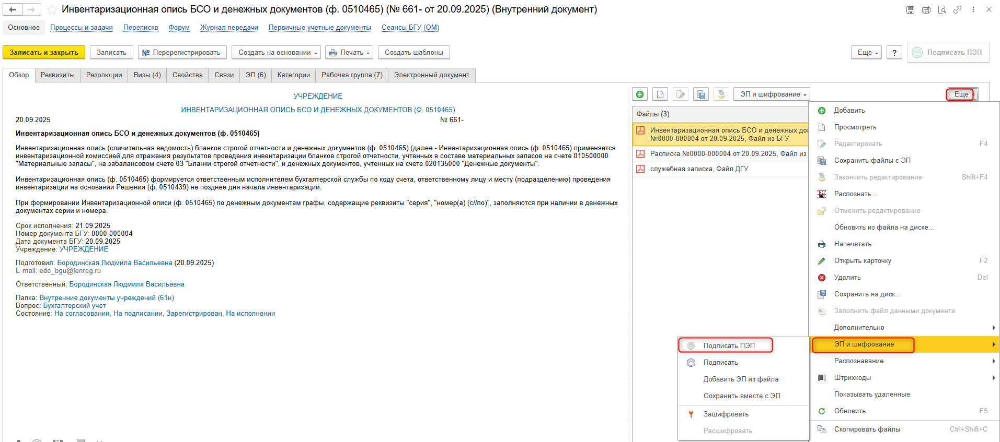 Инвентаризационная опись БСО и денежных документов (ф. 0510465) (№ 661- от 20.09.2025) (Внутренний документ)
Основное Процессы и задачи Переписка Форум Журнал передачи Первичные учетные документы Сеансы БГУ (ОМ)
Записать и закрыть Записать № Перерегистрировать Создать на основании Печать Создать шаблоны Еще ? Подписать ПЭП
Обзор Реквизиты Резолюции Визы (4) Свойства Связи ЭП (6) Категории Рабочая группа (7) Электронный документ
УЧРЕЖДЕНИЕ
ИНВЕНТАРИЗАЦИОННАЯ ОПИСЬ БСО И ДЕНЕЖНЫХ ДОКУМЕНТОВ (Ф. 0510465)
20.09.2025 № 661-
Инвентаризационная опись БСО и денежных документов (ф. 0510465)
Инвентаризационная опись (сличительная ведомость) бланков строгой отчетности и денежных документов (ф. 0510465) (далее - Инвентаризационная опись (ф. 0510465) применяется
инвентаризационной комиссией для отражения результатов проведения инвентаризации бланков строгой отчетности, учтенных в составе материальных запасов на счете 010500000
"Материальные запасы", на забалансовом счете 03 "Бланки строгой отчетности", и денежных документов, учтенных на счете 020135000 "Денежные документы".
Инвентаризационная опись (ф. 0510465) формируется ответственным исполнителем бухгалтерской службы по коду счета, ответственному лицу и месту (подразделению) проведения
инвентаризации на основании Решения (ф. 0510439) не позднее дня начала инвентаризации.
При формировании Инвентаризационной описи (ф. 0510465) по денежным документам графы, содержащие реквизиты "серия", "номер(а) (с//по)", заполняются при наличии в денежных
документах серии и номера.
Срок исполнения: 21.09.2025
Номер документа БГУ: 0000-000004
Дата документа БГУ: 20.09.2025
Учреждение: УЧРЕЖДЕНИЕ
Подготовил: Бородинская Людмила Васильевна (20.09.2025)
E-mail: edo_bgu@lenreg.ru
Ответственный: Бородинская Людмила Васильевна
Папка: Внутренние документы учреждений (61н)
Вопрос: Бухгалтерский учет
Состояние: На согласовании, На подписании, Зарегистрирован, На исполнении
ЭП и шифрование Еще
Файлы (3)
Инвентаризационная опись БСО и денежных до
№0000-000004 от 20.09.2025, Файл из БГУ
Расписка №0000-000004 от 20.09.2025, Файл из
служебная записка, Файл ДГУ
Добавить
Просмотреть
Редактировать F4
Сохранить файлы с ЭП
Закончить редактирование Shift+F4
Распознать...
Отменить редактирование
Обновить из файла на диске...
Напечатать
Открыть карточку F2
Удалить Del
Сохранить на диск...
Заполнить файл данными документа
Дополнительно
ЭП и шифрование
Распознавание
Штрихкоды
Показывать удаленные
Обновить F5
Скопировать файлы Ctrl+Shift+C
Подписать ПЭП
Подписать
Добавить ЭП из файла
Сохранить вместе с ЭП
Зашифровать
Расшифровать